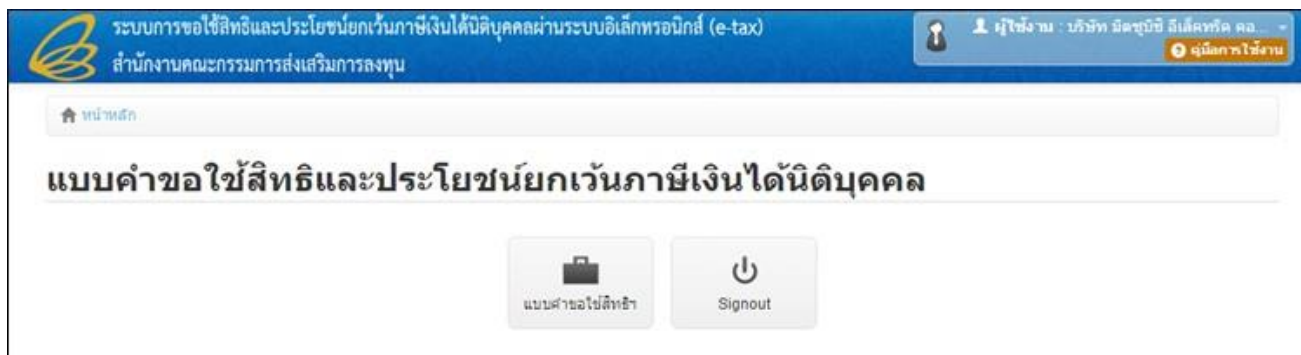 ระบบการขอใช้สิทธิและประโยชน์ยกเว้นภาษีเงินได้นิติบุคคลผ่านระบบอิเล็กทรอนิกส์ (e-tax)
สำนักงานคณะกรรมการส่งเสริมการลงทุน
ผู้ใช้งาน : บริษัท มิตซูบิชิ อีเล็คทริค คอ...
คู่มือการใช้งาน
หน้าหลัก
แบบคำขอใช้สิทธิและประโยชน์ยกเว้นภาษีเงินได้นิติบุคคล
แบบคำขอใช้สิทธิฯ
Signout